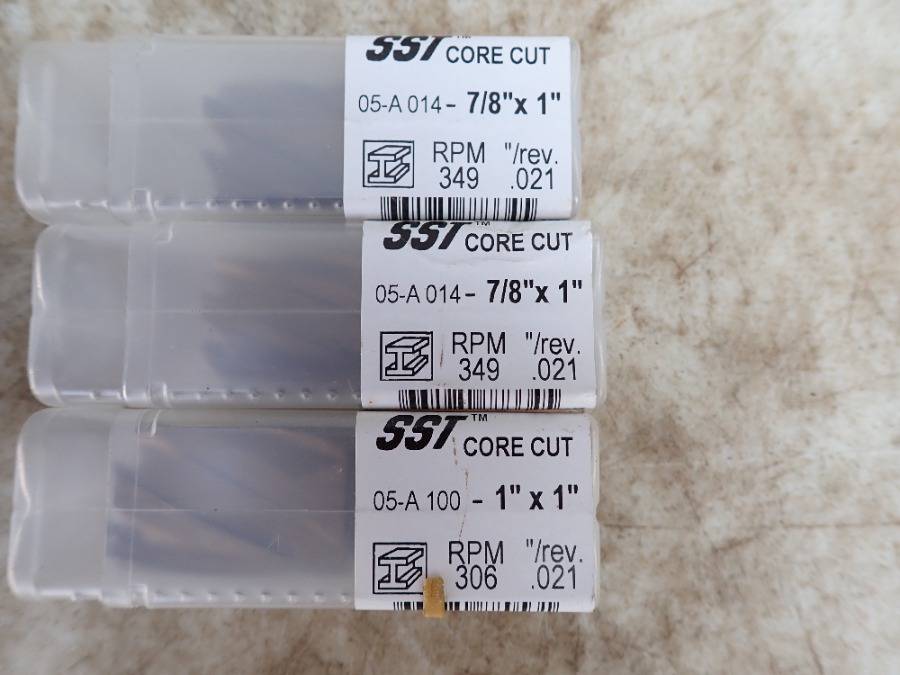 SST™ CORE CUT
05-A 014 - 7/8" x 1"
RPM "/rev.
349 .021
SST™ CORE CUT
05-A 014 - 7/8" x 1"
RPM "/rev.
349 .021
SST™ CORE CUT
05-A 100 - 1" x 1"
RPM "/rev.
306 .021